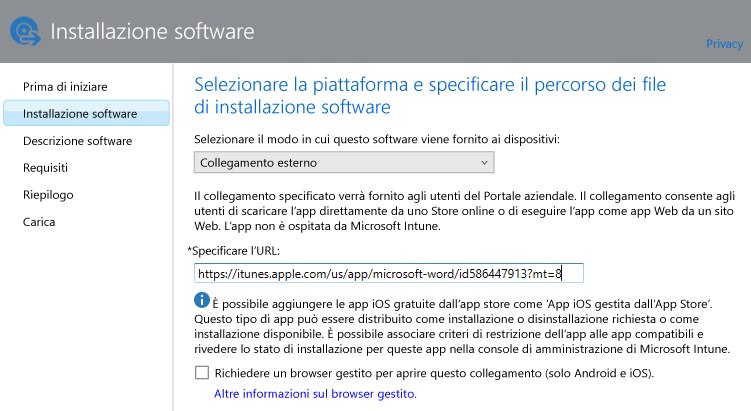 Installazione software
Privacy
Prima di iniziare
Installazione software
Descrizione software
Requisiti
Riepilogo
Carica
Selezionare la piattaforma e specificare il percorso dei file
di installazione software
Selezionare il modo in cui questo software viene fornito ai dispositivi:
Collegamento esterno
Il collegamento specificato verrà fornito agli utenti del Portale aziendale. Il collegamento consente agli
utenti di scaricare l'app direttamente da uno Store online o di eseguire l'app come app Web da un sito
Web. L'app non è ospitata da Microsoft Intune.
*Specificare l'URL:
https://itunes.apple.com/us/app/microsoft-word/id586447913?mt=8
È possibile aggiungere le app iOS gratuite dall'app store come 'App iOS gestita dall'App Store'.
Questo tipo di app può essere distribuito come installazione o disinstallazione richiesta o come
installazione disponibile. È possibile associare criteri di restrizione dell'app alle app compatibili e
rivedere lo stato di installazione per queste app nella console di amministrazione di Microsoft Intune.
Richiedere un browser gestito per aprire questo collegamento (solo Android e iOS).
Altre informazioni sul browser gestito.